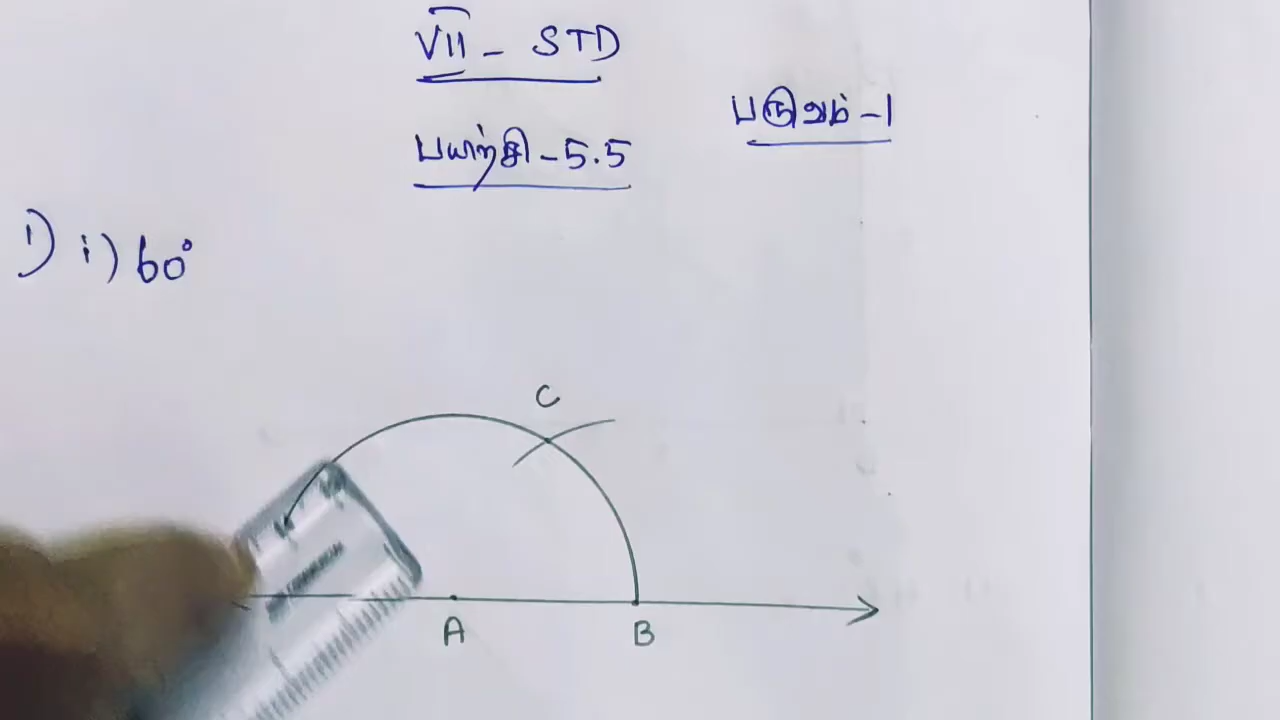 VII - STD
பருவம் - 1
பயிற்சி - 5.5
1) i) 60°
C
A
B